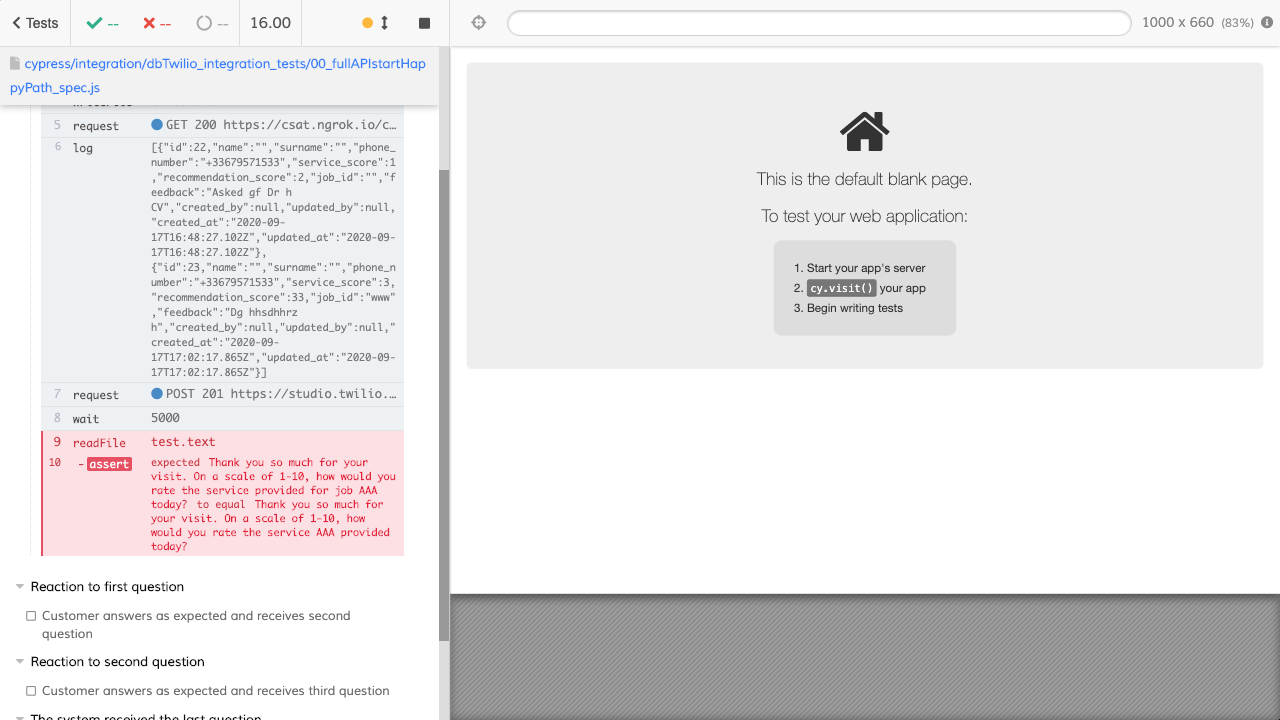 Tests
--
--
--
16.00
1000 x 660 (83%)
cypress/integration/dbTwilio_integration_tests/00_fullAPIstartHap
pyPath_spec.js
5 request GET 200 https://csat.ngrok.io/c…
6 log [{"id":22,"name":"","surname":"","phone_
number":"+33679571533","service_score":1
,"recommendation_score":2,"job_id":"","f
eedback":"Asked gf Dr h
CV","created_by":null,"updated_by":null,
"created_at":"2020-09-
17T16:48:27.102Z","updated_at":"2020-09-
17T16:48:27.102Z"},
{"id":23,"name":"","surname":"","phone_n
umber":"+33679571533","service_score":3,
"recommendation_score":33,"job_id":"www"
,"feedback":"Dg hhsdhhrz
h","created_by":null,"updated_by":null,"
created_at":"2020-09-
17T17:02:17.865Z","updated_at":"2020-09-
17T17:02:17.865Z"}]
7 request POST 201 https://studio.twilio.…
8 wait 5000
9 readFile test.text
10 - assert expected Thank you so much for your
visit. On a scale of 1-10, how would you
rate the service provided for job AAA
today? to equal Thank you so much for
your visit. On a scale of 1-10, how
would you rate the service AAA provided
today?
Reaction to first question
Customer answers as expected and receives second
question
Reaction to second question
Customer answers as expected and receives third question
The system received the last question
This is the default blank page.
To test your web application:
1. Start your app's server
2. cy.visit() your app
3. Begin writing tests